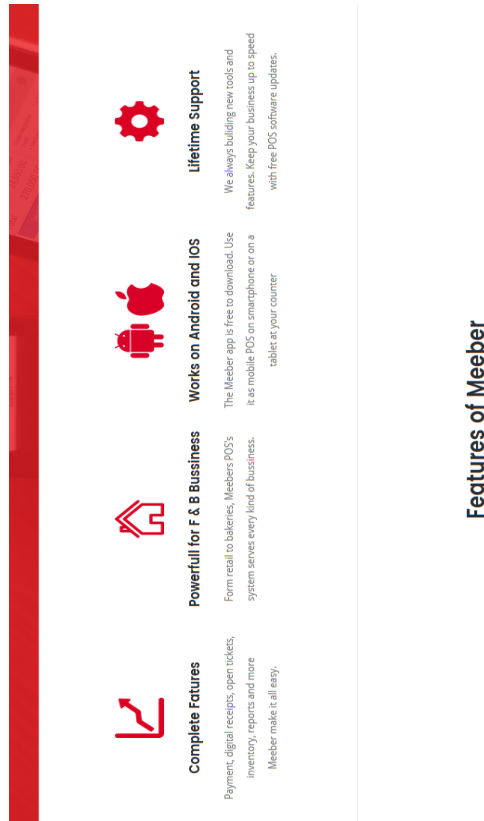 Complete Fatures
Payment, digital receipts, open tickets,
inventory, reports and more
Meeber make it all easy.
Powerfull for F & B Bussiness
Form retail to bakeries, Meebers POS's
system serves every kind of bussiness.
Works on Android and IOS
The Meeber app is free to download. Use
it as mobile POS on smartphone or on a
tablet at your counter
Lifetime Support
We always buliding new tools and
features. Keep your business up to speed
with free POS software updates.
Features of Meeber